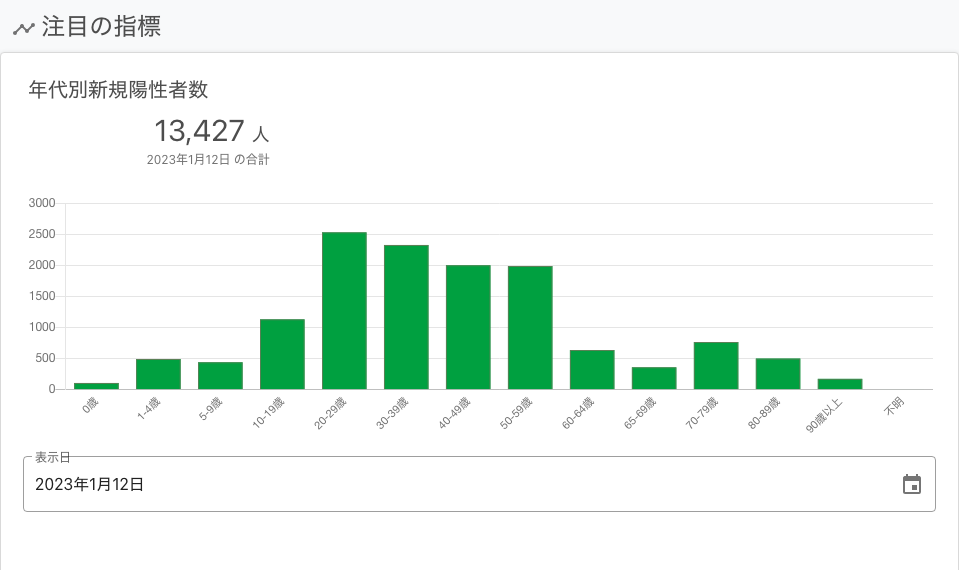 注目の指標
年代別新規陽性者数
13,427 人
2023年1月12日 の合計
3000
2500
2000
1500
1000
500
0
0歳
1-4歳
5-9歳
10-19歳
20-29歳
30-39歳
40-49歳
50-59歳
60-64歳
65-69歳
70-79歳
80-89歳
90歳以上
不明
表示日
2023年1月12日